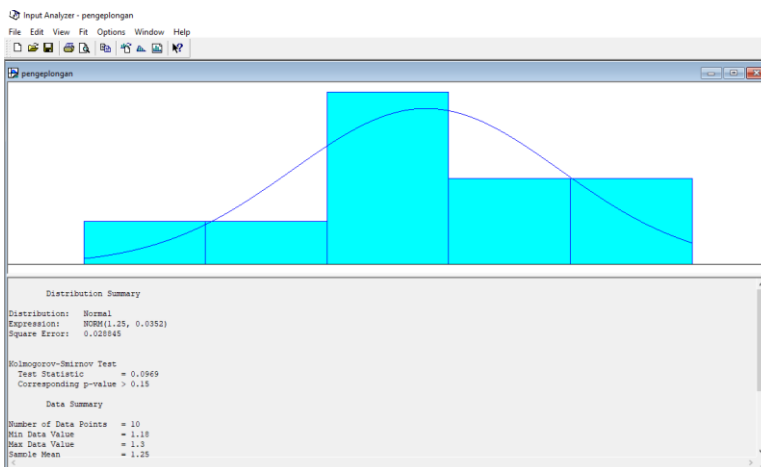 Input Analyzer - pengeplongan
File Edit View Fit Options Window Help
pengeplongan
Distribution Summary
Distribution: Normal
Expression: NORM(1.25, 0.0352)
Square Error: 0.028845
Kolmogorov-Smirnov Test
Test Statistic = 0.0969
Corresponding p-value > 0.15
Data Summary
Number of Data Points = 10
Min Data Value = 1.18
Max Data Value = 1.3
Sample Mean = 1.25